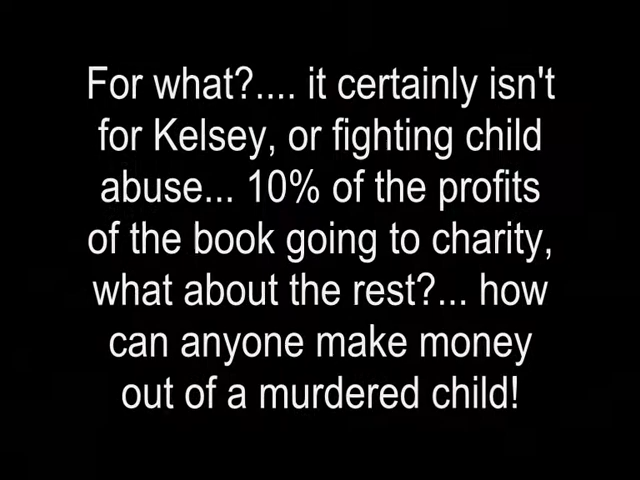 For what?.... it certainly isn't
for Kelsey, or fighting child
abuse... 10% of the profits
of the book going to charity,
what about the rest?... how
can anyone make money
out of a murdered child!